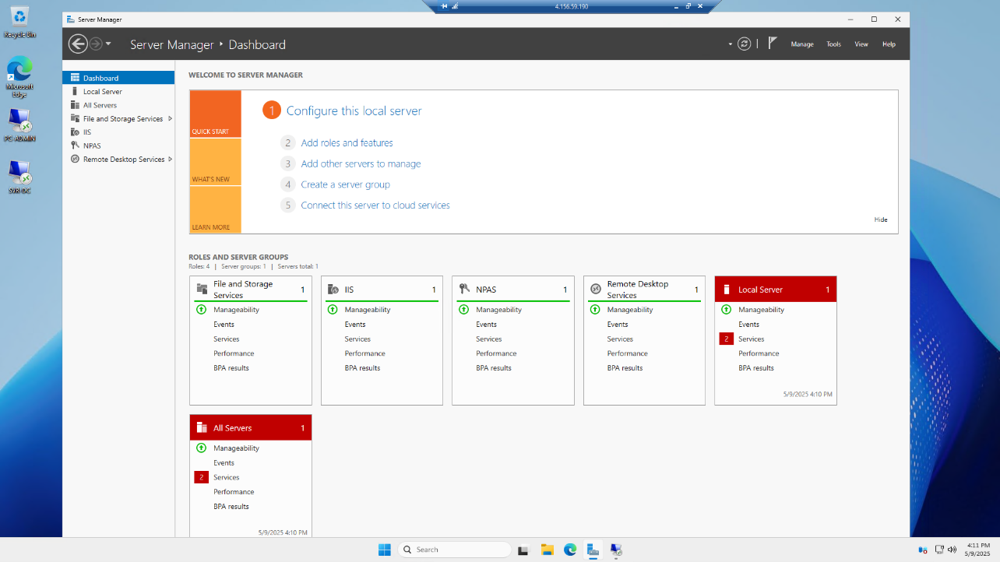 4.156.59.190
Recycle Bin
Microsoft
Edge
PC-ADMIN
SVR-DC
Server Manager
Server Manager ‣ Dashboard
Manage
Tools
View
Help
Dashboard
Local Server
All Servers
File and Storage Services
IIS
NPAS
Remote Desktop Services
WELCOME TO SERVER MANAGER
QUICK START
WHAT'S NEW
LEARN MORE
1 Configure this local server
2 Add roles and features
3 Add other servers to manage
4 Create a server group
5 Connect this server to cloud services
Hide
ROLES AND SERVER GROUPS
Roles: 4 | Server groups: 1 | Servers total: 1
File and Storage
Services
1
Manageability
Events
Services
Performance
BPA results
IIS 1
Manageability
Events
Services
Performance
BPA results
NPAS 1
Manageability
Events
Services
Performance
BPA results
Remote Desktop
Services
1
Manageability
Events
Services
Performance
BPA results
Local Server 1
Manageability
Events
2 Services
Performance
BPA results
5/9/2025 4:10 PM
All Servers 1
Manageability
Events
2 Services
Performance
BPA results
5/9/2025 4:10 PM
Search
4:11 PM
5/9/2025